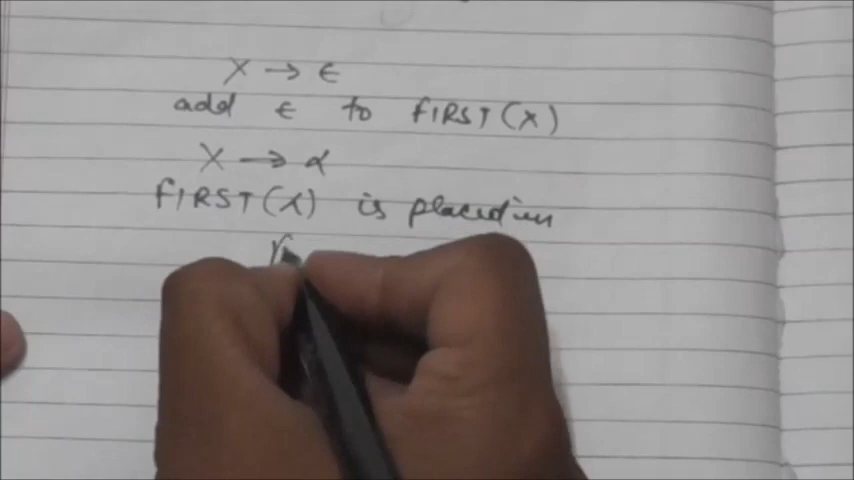 X → ε
add ε to FIRST(X)
X → α
FIRST(α) is placed in